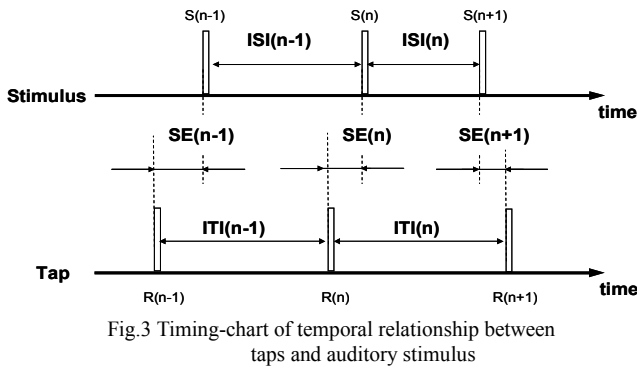 S(n-1) S(n) S(n+1)
ISI(n-1) ISI(n)
Stimulus
time
SE(n-1) SE(n) SE(n+1)
ITI(n-1) ITI(n)
Tap
time
R(n-1) R(n) R(n+1)
Fig.3 Timing-chart of temporal relationship between
taps and auditory stimulus